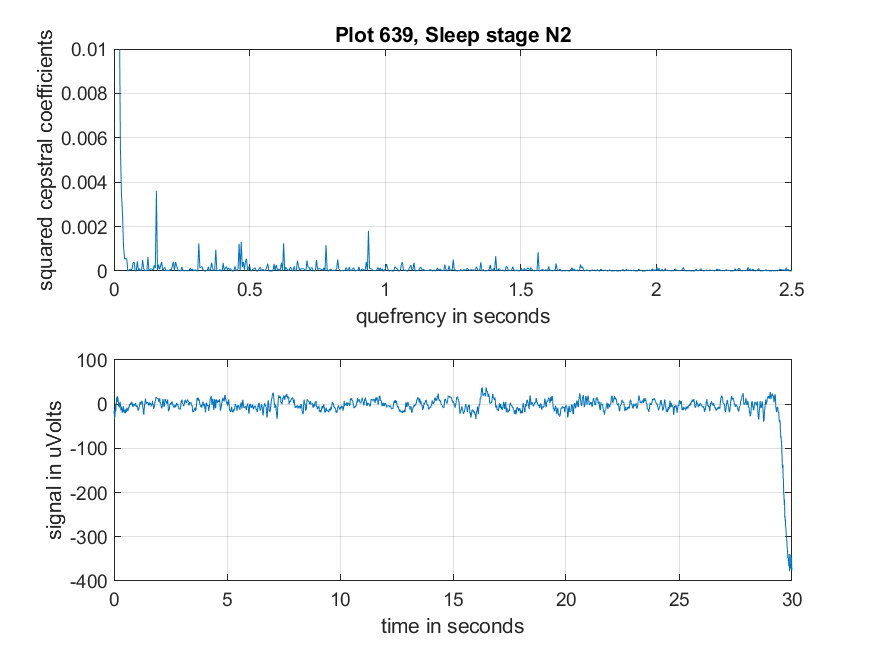 Plot 639, Sleep stage N2
squared cepstral coefficients
0.01
0.008
0.006
0.004
0.002
0
0 0.5 1 1.5 2 2.5
quefrency in seconds
signal in uVolts
100
0
-100
-200
-300
-400
0 5 10 15 20 25 30
time in seconds